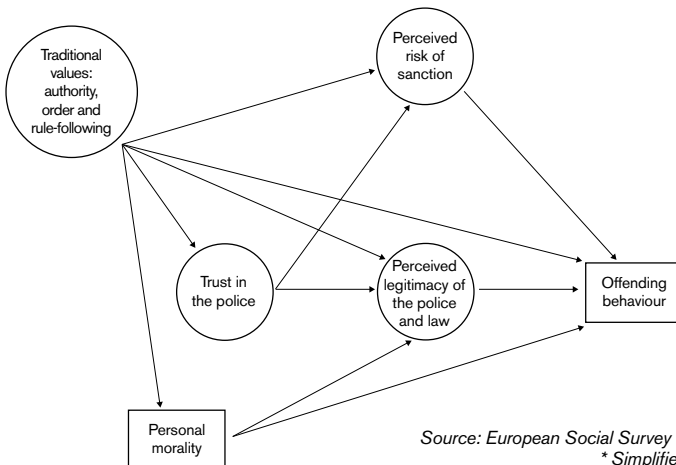 Traditional
values:
authority,
order and
rule-following
Perceived
risk of
sanction
Trust in
the police
Perceived
legitimacy of
the police
and law
Offending
behaviour
Personal
morality
Source: European Social Survey
* Simplifie